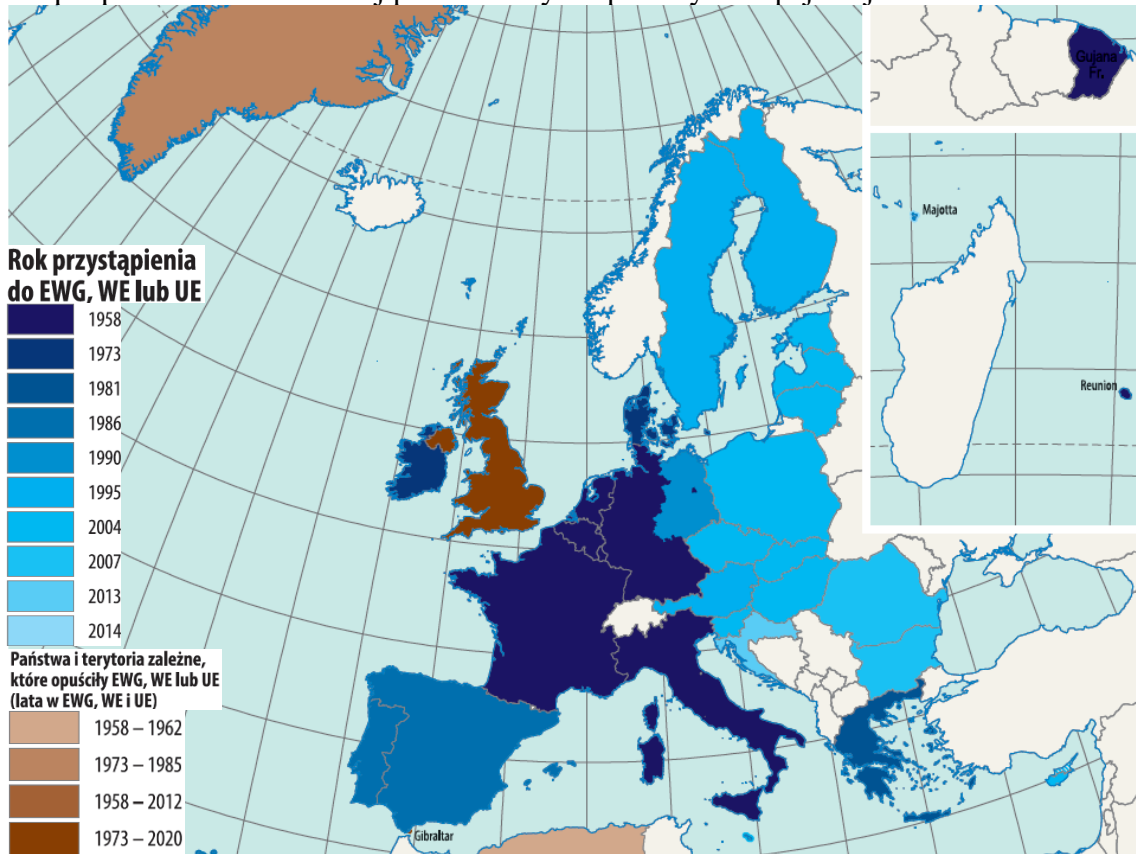 Rok przystąpienia
do EWG, WE lub UE
1958
1973
1981
1986
1990
1995
2004
2007
2013
2014
Państwa i terytoria zależne,
które opuściły EWG, WE lub UE
(lata w EWG, WE i UE)
1958 – 1962
1973 – 1985
1958 – 2012
1973 – 2020
Gibraltar
Gujana
Fr.
Majotta
Reunion